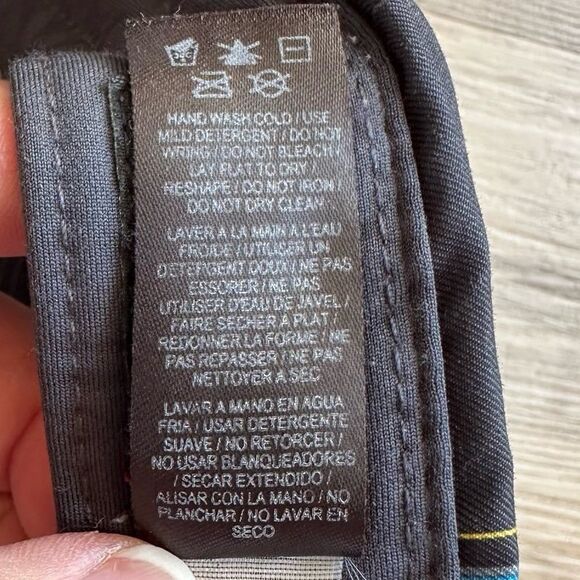 HAND WASH COLD / USE
MILD DETERGENT / DO NOT
WRING / DO NOT BLEACH /
LAY FLAT TO DRY /
RESHAPE / DO NOT IRON /
DO NOT DRY CLEAN
LAVER A LA MAIN A L'EAU
FROIDE / UTILISER UN
DETERGENT DOUX / NE PAS
ESSORER / NE PAS
UTILISER D'EAU DE JAVEL /
FAIRE SECHER A PLAT /
REDONNER LA FORME / NE
PAS REPASSER / NE PAS
NETTOYER A SEC
LAVAR A MANO EN AGUA
FRIA / USAR DETERGENTE
SUAVE / NO RETORCER /
NO USAR BLANQUEADORES
/ SECAR EXTENDIDO /
ALISAR CON LA MANO / NO
PLANCHAR / NO LAVAR EN
SECO